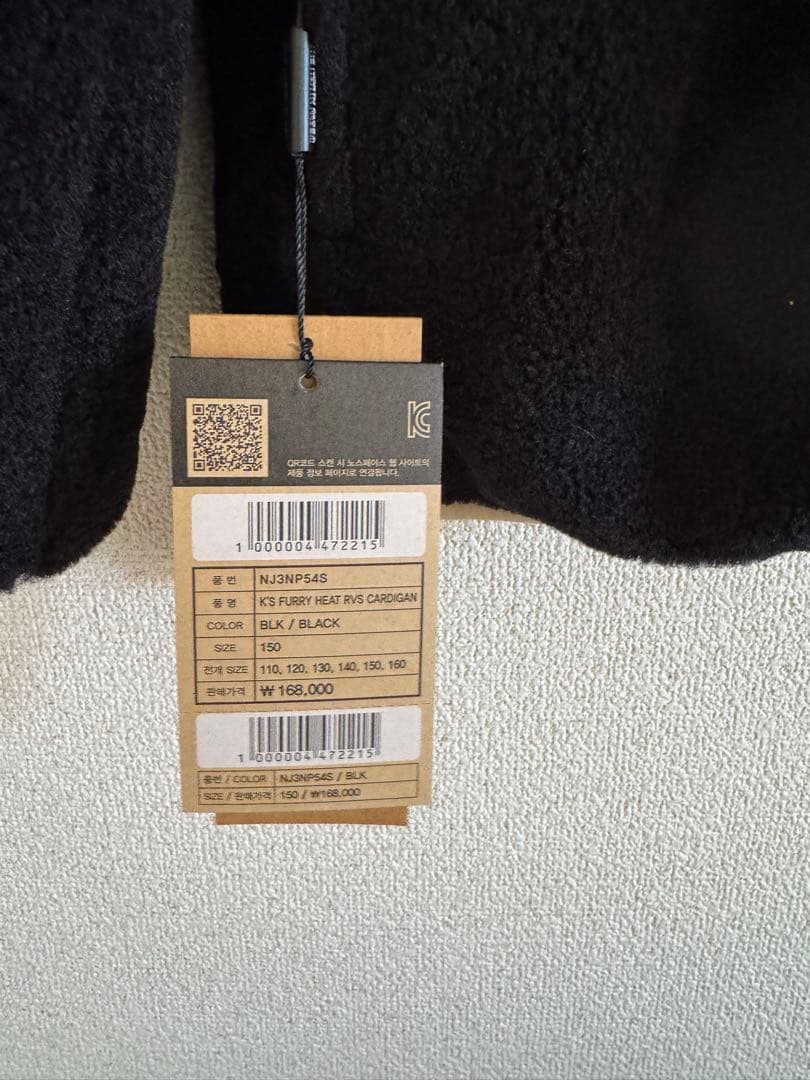 KC
QR코드 스캔 시 노스페이스 웹 사이트의
제품 정보 페이지로 연결됩니다.
1 000004 472215
품 번 NJ3NP54S
품 명 K'S FURRY HEAT RVS CARDIGAN
COLOR BLK / BLACK
SIZE 150
전개 SIZE 110, 120, 130, 140, 150, 160
판매가격 ₩168,000
1 000004 472215
품번 / COLOR NJ3NP54S / BLK
SIZE / 판매가격 150 / ₩168,000